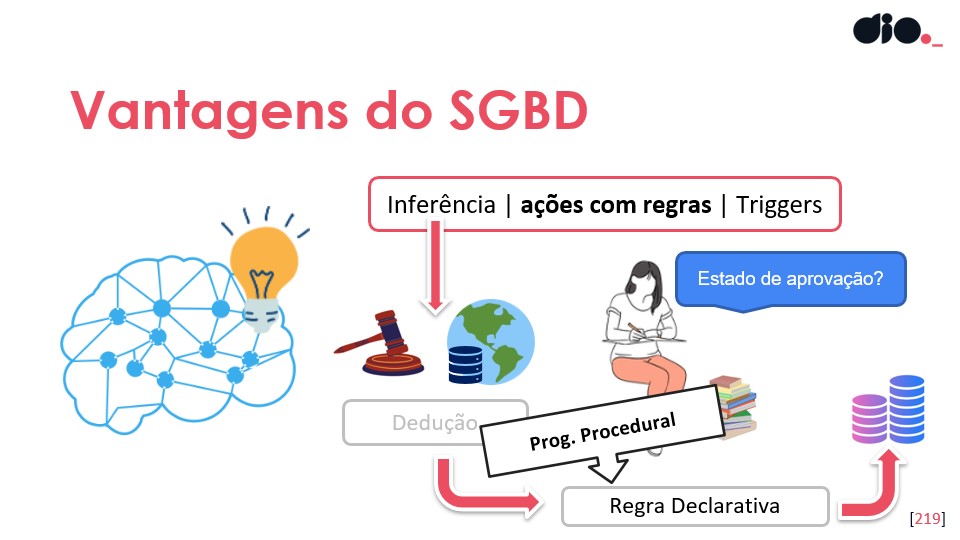 dio._
Vantagens do SGBD
Inferência | ações com regras | Triggers
Estado de aprovação?
Dedução
Prog. Procedural
Regra Declarativa
[219]